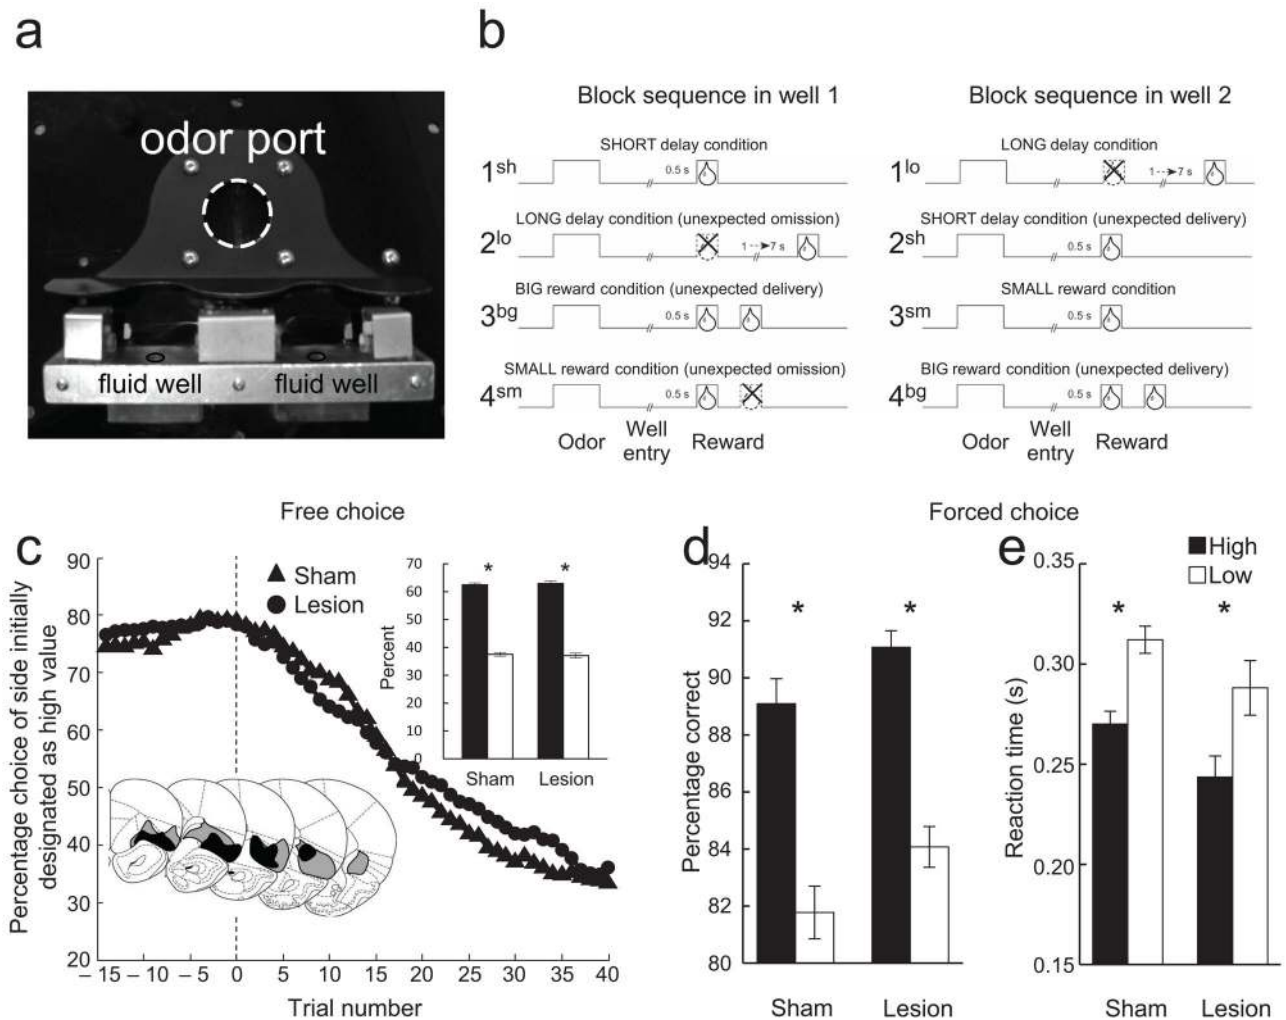 a
odor port
fluid well
fluid well
b
Block sequence in well 1
SHORT delay condition
1sh
0.5 s
LONG delay condition (unexpected omission)
2lo
1 --➤ 7 s
BIG reward condition (unexpected delivery)
3bg
0.5 s
SMALL reward condition (unexpected omission)
4sm
0.5 s
Odor
Well
entry
Reward
Block sequence in well 2
LONG delay condition
1lo
1 --➤ 7 s
SHORT delay condition (unexpected delivery)
2sh
0.5 s
SMALL reward condition
3sm
0.5 s
BIG reward condition (unexpected delivery)
4bg
0.5 s
Odor
Well
entry
Reward
Free choice
c
Percentage choice of side initially
designated as high value
90
80
70
60
50
40
30
20
Sham
Lesion
Percent
70
60
50
40
30
20
10
0
*
*
Sham
Lesion
– 15
– 10
– 5
0
5
10
15
20
25
30
35
40
Trial number
Forced choice
d
Percentage correct
94
92
90
88
86
84
82
80
*
*
Sham
Lesion
e
High
Low
Reaction time (s)
0.35
0.30
0.25
0.20
0.15
*
*
Sham
Lesion